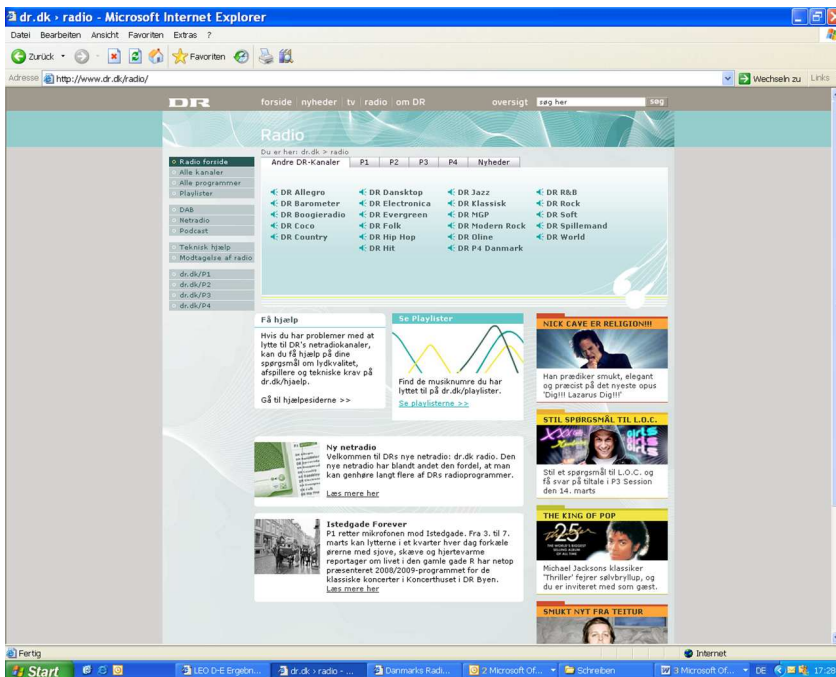 dr.dk › radio - Microsoft Internet Explorer
Datei Bearbeiten Ansicht Favoriten Extras ?
Zurück Favoriten
Adresse http://www.dr.dk/radio/ Wechseln zu Links
DR forside nyheder tv radio om DR oversigt søg her søg
Radio
Du er her: dr.dk > radio
Radio forside
Alle kanaler
Alle programmer
Playlister
DAB
Netradio
Podcast
Teknisk hjælp
Modtagelse af radio
dr.dk/P1
dr.dk/P2
dr.dk/P3
dr.dk/P4
Andre DR-Kanaler P1 P2 P3 P4 Nyheder
DR Allegro DR Dansktop DR Jazz DR R&B
DR Barometer DR Electronica DR Klassisk DR Rock
DR Boogieradio DR Evergreen DR MGP DR Soft
DR Coco DR Folk DR Modern Rock DR Spillemand
DR Country DR Hip Hop DR Oline DR World
DR Hit DR P4 Danmark
Få hjælp
Hvis du har problemer med at
lytte til DR's netradiokanaler,
kan du få hjælp på dine
spørgsmål om lydkvalitet,
afspillere og tekniske krav på
dr.dk/hjaelp.
Gå til hjælpesiderne >>
Se Playlister
Find de musiknumre du har
lyttet til på dr.dk/playlister.
Se playlisterne >>
Ny netradio
Velkommen til DRs nye netradio: dr.dk radio. Den
nye netradio har blandt andet den fordel, at man
kan genhøre langt flere af DRs radioprogrammer.
Læs mere her
Istedgade Forever
P1 retter mikrofonen mod Istedgade. Fra 3. til 7.
marts kan lytterne i et kvarter hver dag forkæle
ørerne med sjove, skæve og hjertevarme
reportager om livet i den gamle gade R har netop
præsenteret 2008/2009-programmet for de
klassiske koncerter i Koncerthuset i DR Byen.
Læs mere her
NICK CAVE ER RELIGION!!!
Han prædiker smukt, elegant
og præcist på det nyeste opus
'Dig!!! Lazarus Dig!!!'
STIL SPØRGSMÅL TIL L.O.C.
girls
Girls
Girls
Stil et spørgsmål til L.O.C. og
få svar på tiltale i P3 Session
den 14. marts
THE KING OF POP
25
THE WORLD'S BIGGEST
SELLING ALBUM
OF ALL TIME
Michael Jacksons klassiker
'Thriller' fejrer sølvbryllup, og
du er inviteret med som gæst.
SMUKT NYT FRA TEITUR
Fertig Internet
Start LEO D-E Ergebn... dr.dk › radio - ... Danmarks Radi... 2 Microsoft Of... Schreiben 3 Microsoft Of... DE 17:28